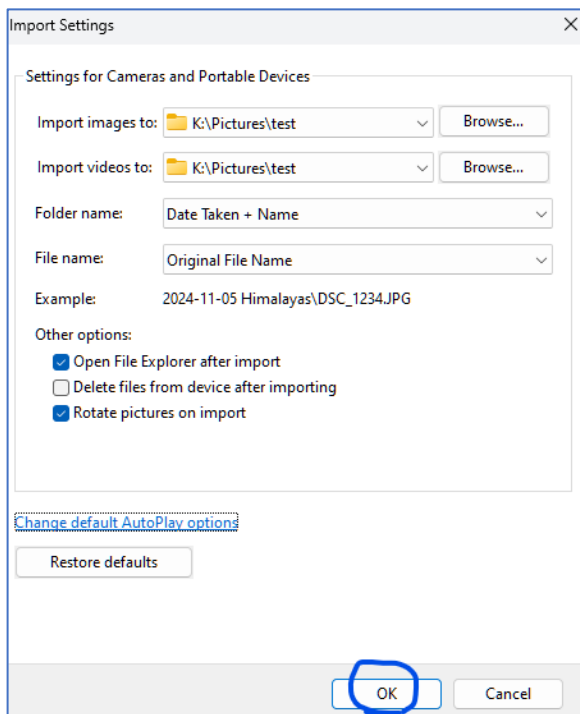 Import Settings
Settings for Cameras and Portable Devices
Import images to: K:\Pictures\test Browse...
Import videos to: K:\Pictures\test Browse...
Folder name: Date Taken + Name
File name: Original File Name
Example: 2024-11-05 Himalayas\DSC_1234.JPG
Other options:
Open File Explorer after import
Delete files from device after importing
Rotate pictures on import
Change default AutoPlay options
Restore defaults
OK Cancel